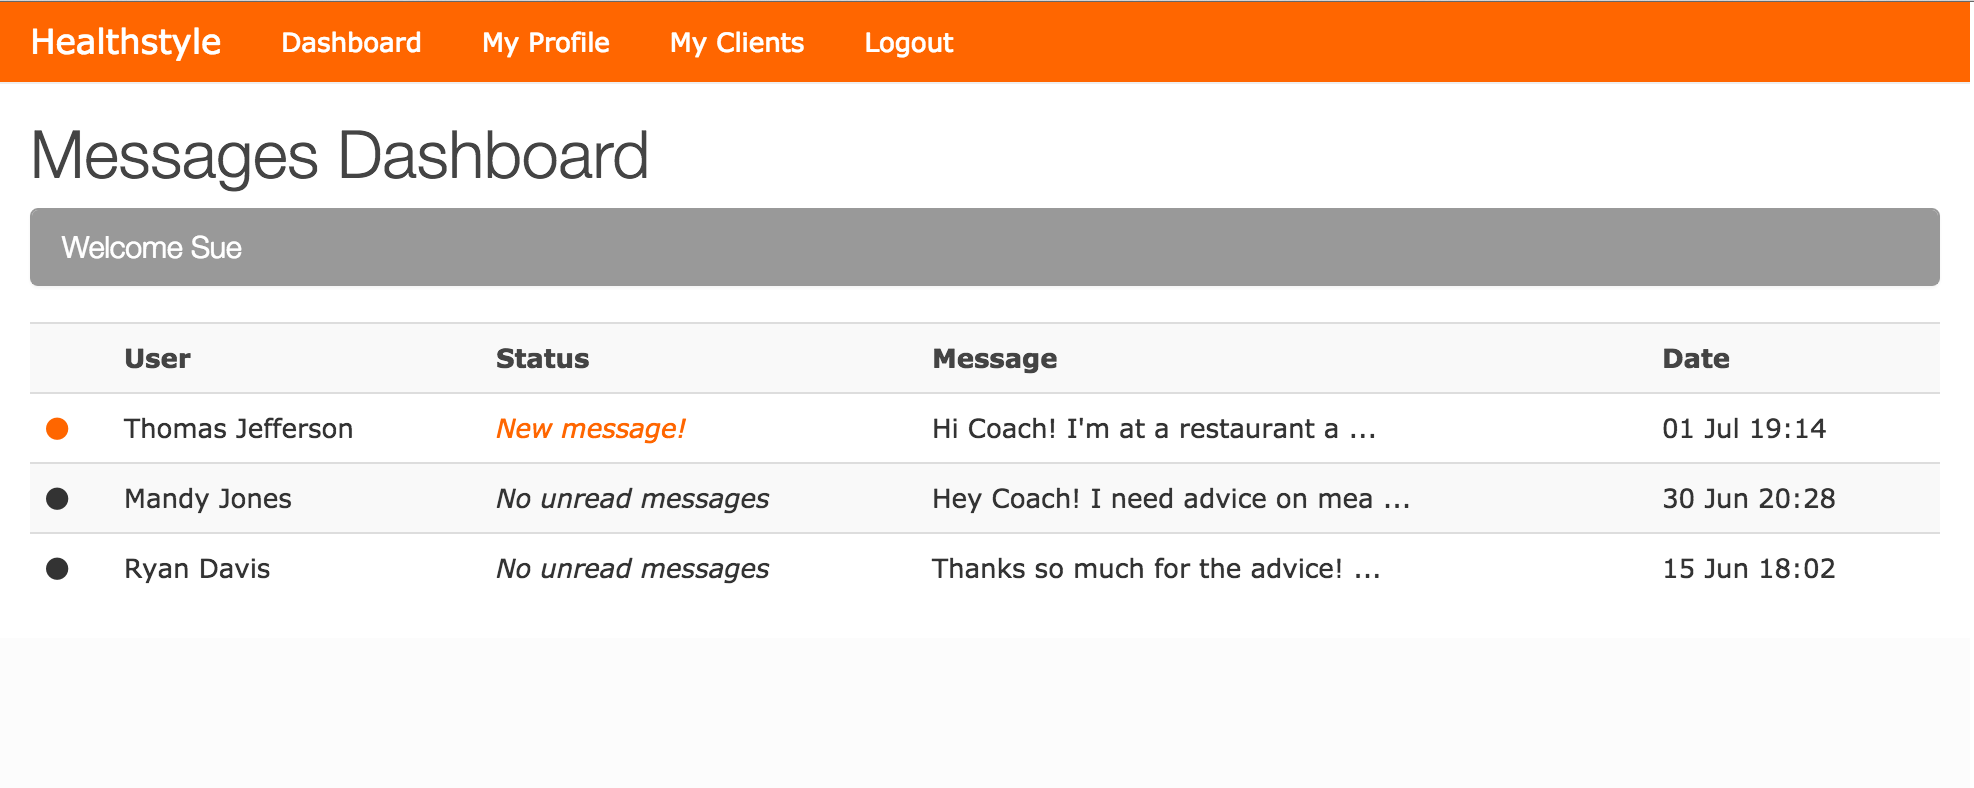 Healthstyle Dashboard My Profile My Clients Logout
Messages Dashboard
Welcome Sue
User Status Message Date
Thomas Jefferson New message! Hi Coach! I'm at a restaurant a ... 01 Jul 19:14
Mandy Jones No unread messages Hey Coach! I need advice on mea ... 30 Jun 20:28
Ryan Davis No unread messages Thanks so much for the advice! ... 15 Jun 18:02